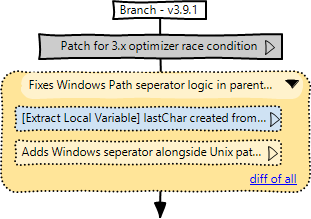 Branch - v3.9.1
Patch for 3.x optimizer race condition
Fixes Windows Path seperator logic in parent...
[Extract Local Variable] lastChar created from...
Adds Windows seperator alongside Unix pat...
diff of all